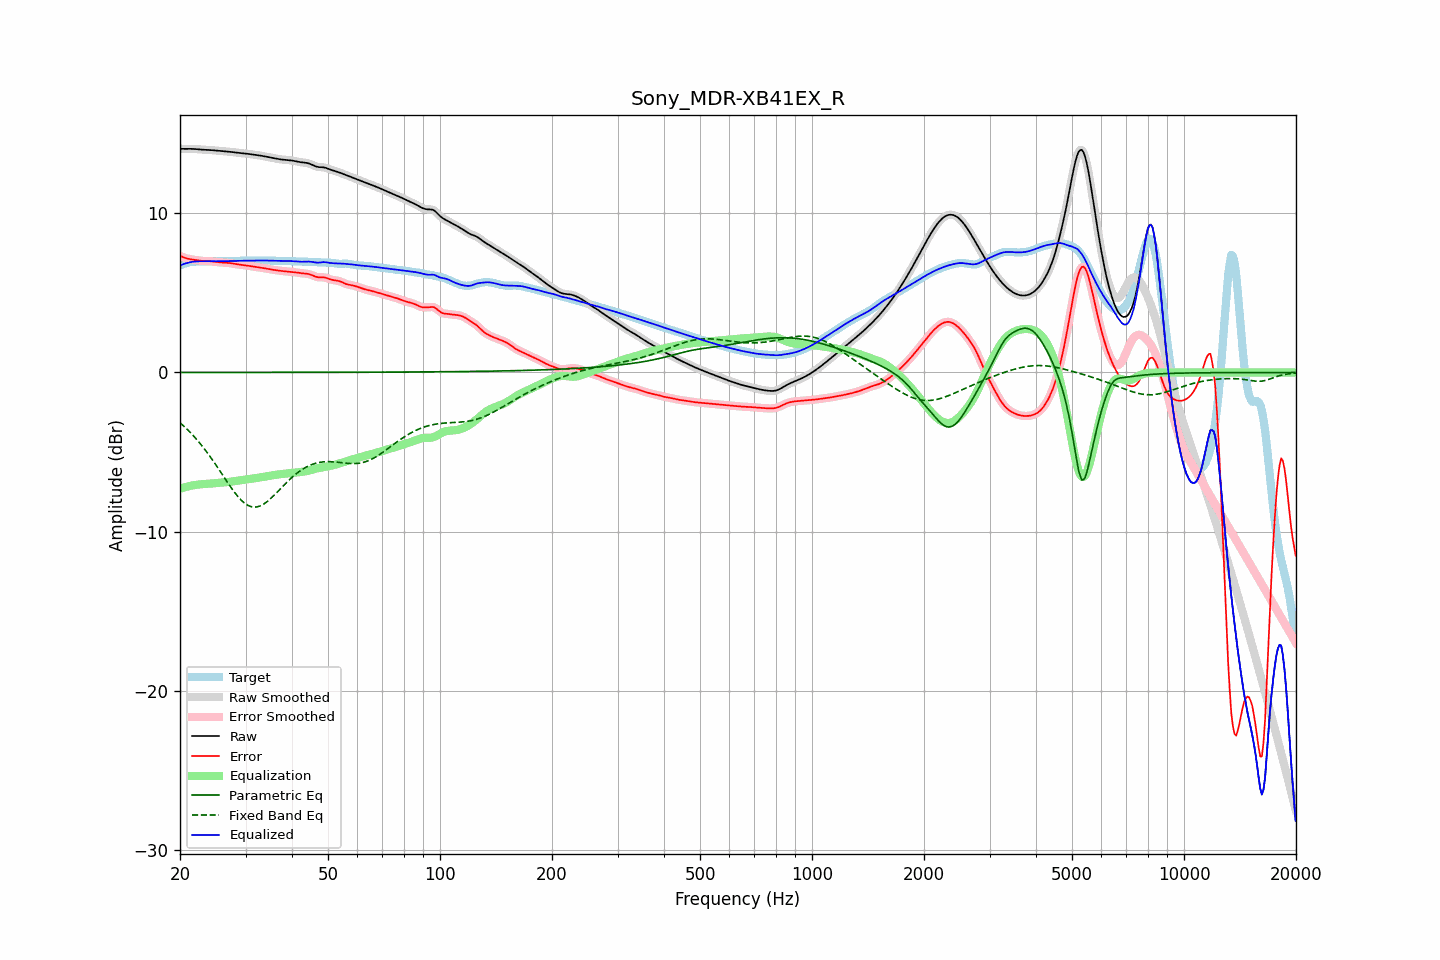 Sony_MDR-XB41EX_R
Amplitude (dBr)
10
0
−10
−20
−30
Target
Raw Smoothed
Error Smoothed
Raw
Error
Equalization
Parametric Eq
Fixed Band Eq
Equalized
20 50 100 200 500 1000 2000 5000 10000 20000
Frequency (Hz)